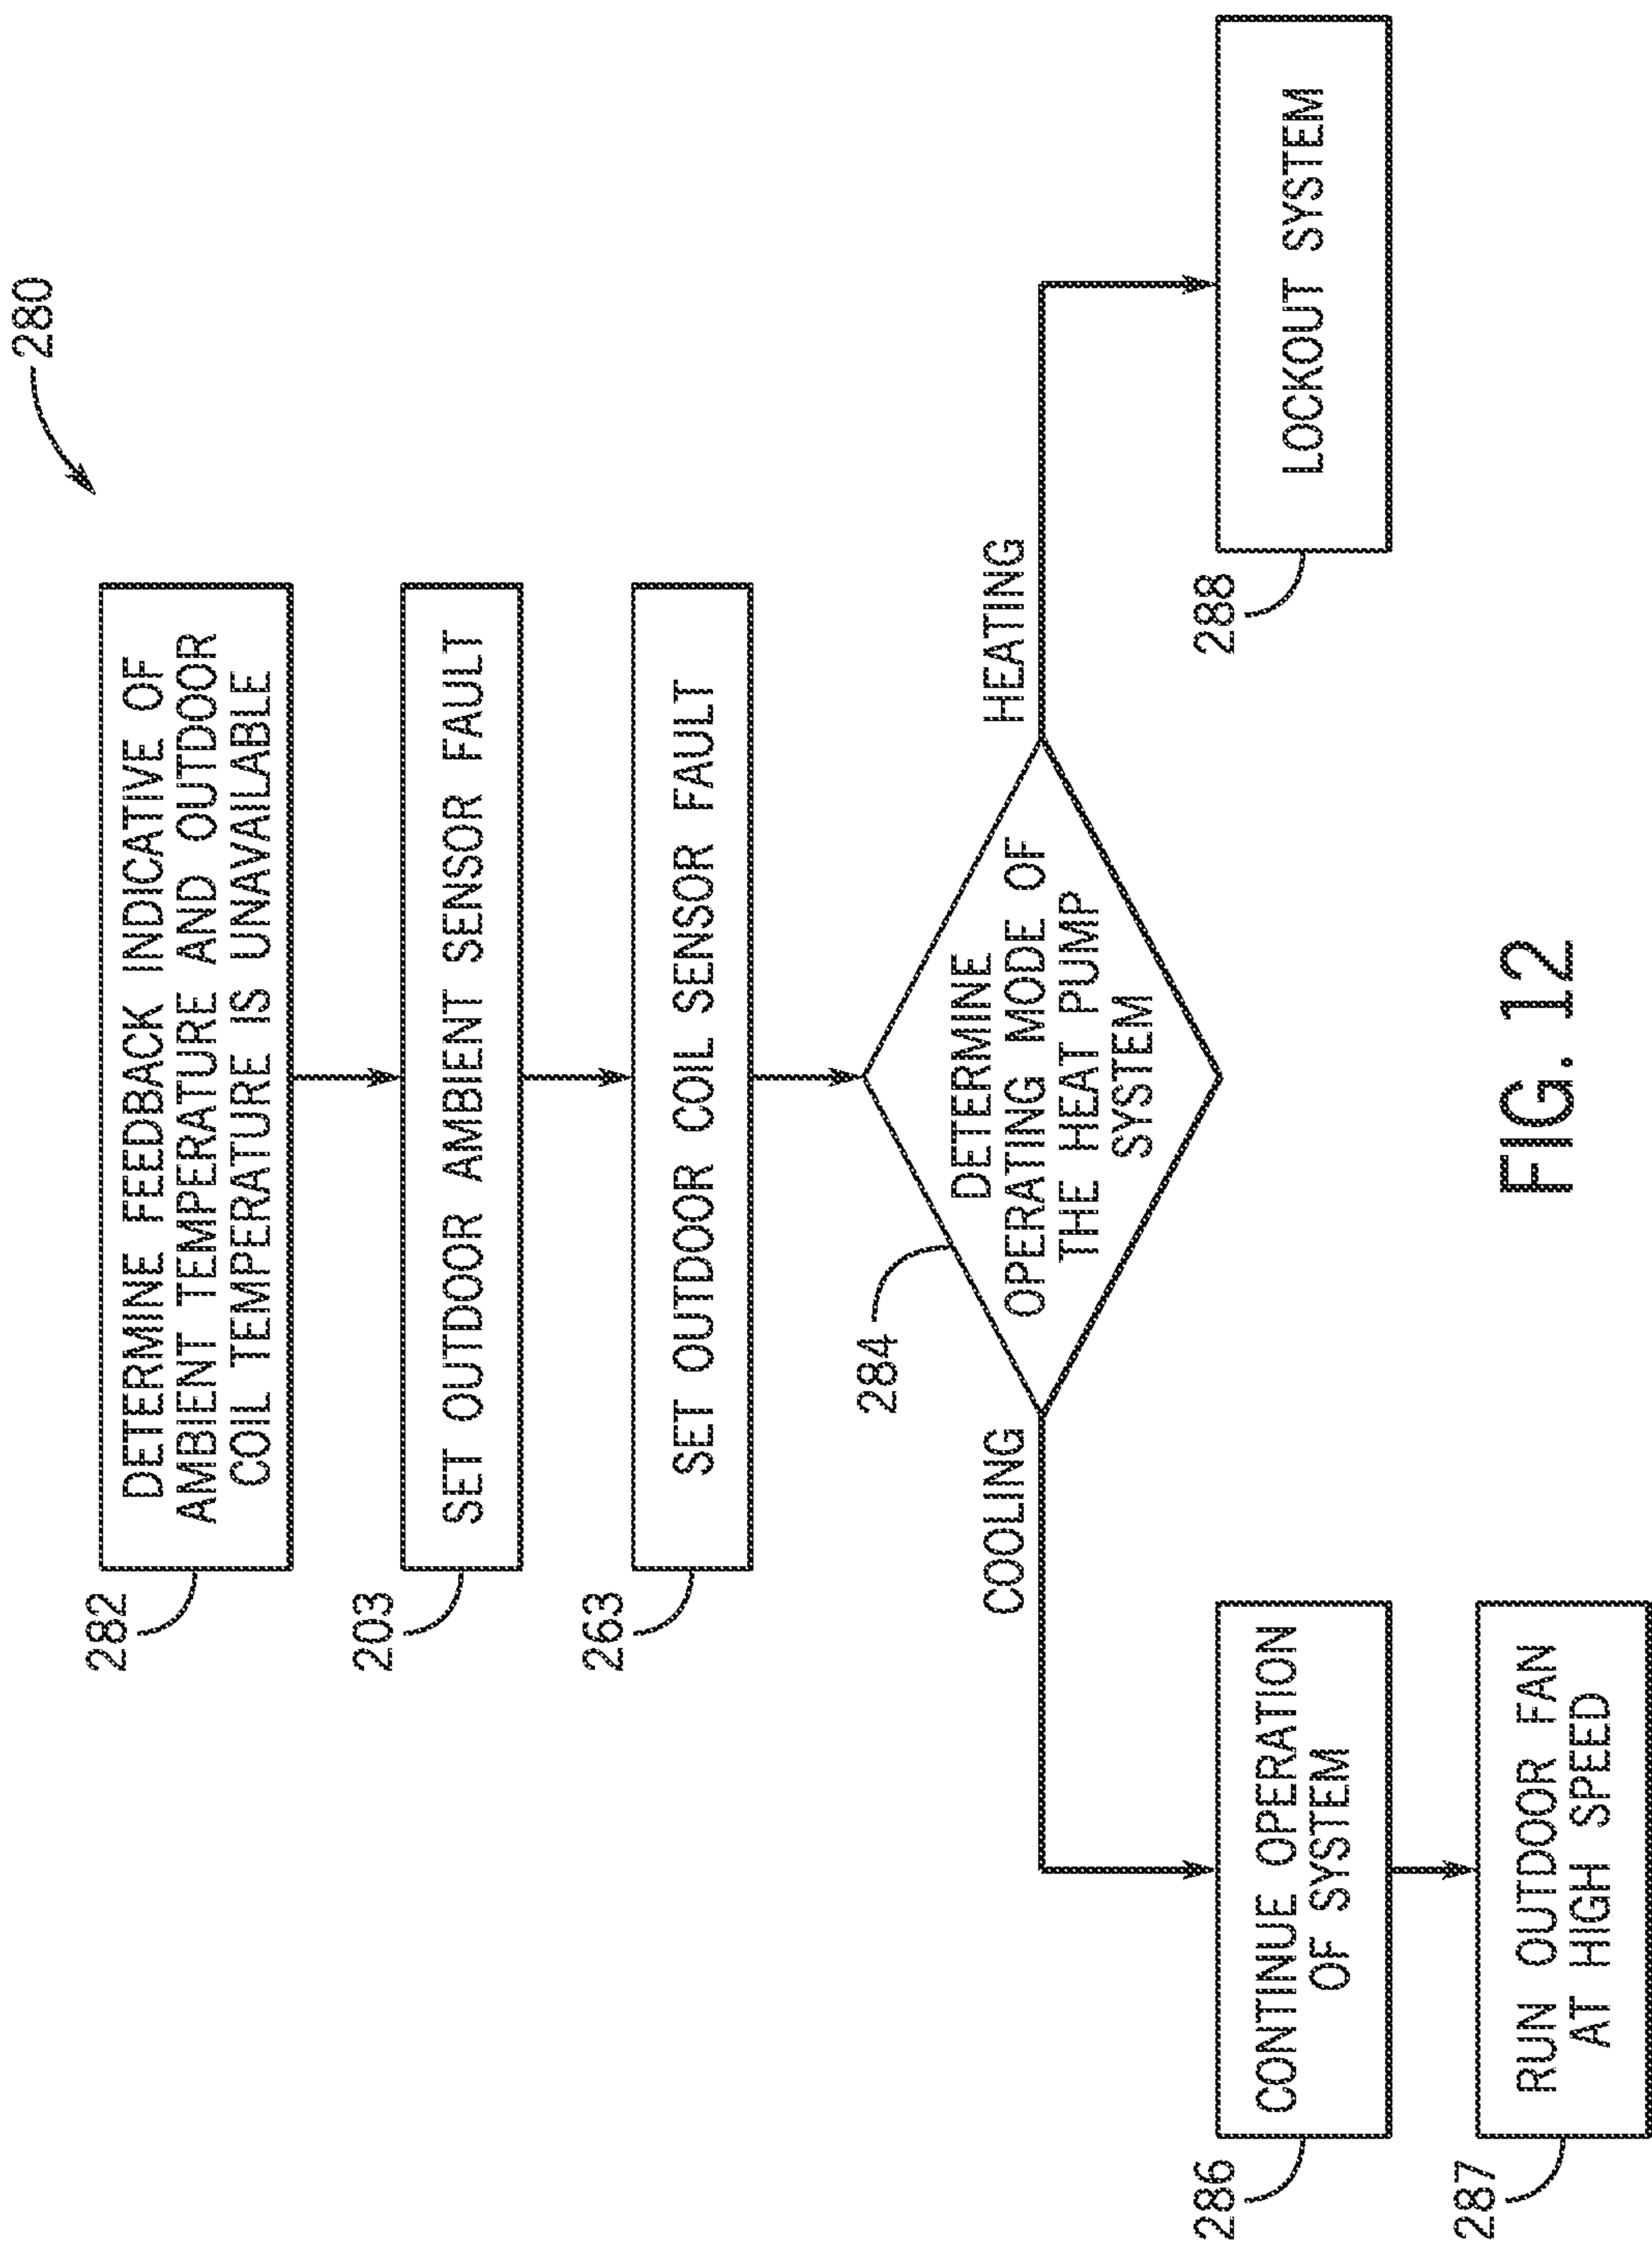 280
282
DETERMINE FEEDBACK INDICATIVE OF
AMBIENT TEMPERATURE AND OUTDOOR
COIL TEMPERATURE IS UNAVAILABLE
203
SET OUTDOOR AMBIENT SENSOR FAULT
263
SET OUTDOOR COIL SENSOR FAULT
284
DETERMINE
OPERATING MODE OF
THE HEAT PUMP
SYSTEM
COOLING
HEATING
286
CONTINUE OPERATION
OF SYSTEM
288
LOCKOUT SYSTEM
287
RUN OUTDOOR FAN
AT HIGH SPEED
FIG. 12